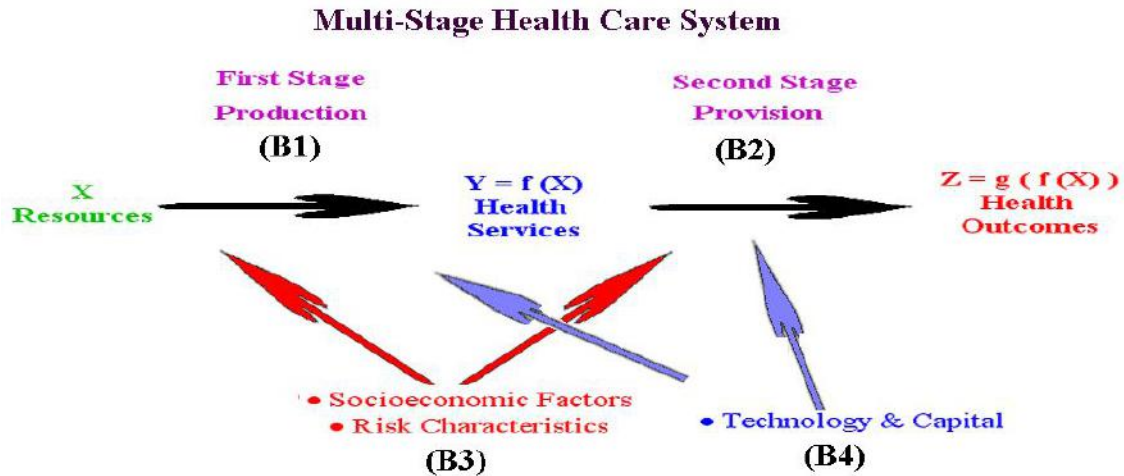 Multi-Stage Health Care System
First Stage
Production
(B1)
Second Stage
Provision
(B2)
X
Resources
Y = f (X)
Health
Services
Z = g ( f (X) )
Health
Outcomes
• Socioeconomic Factors
• Risk Characteristics
(B3)
• Technology & Capital
(B4)